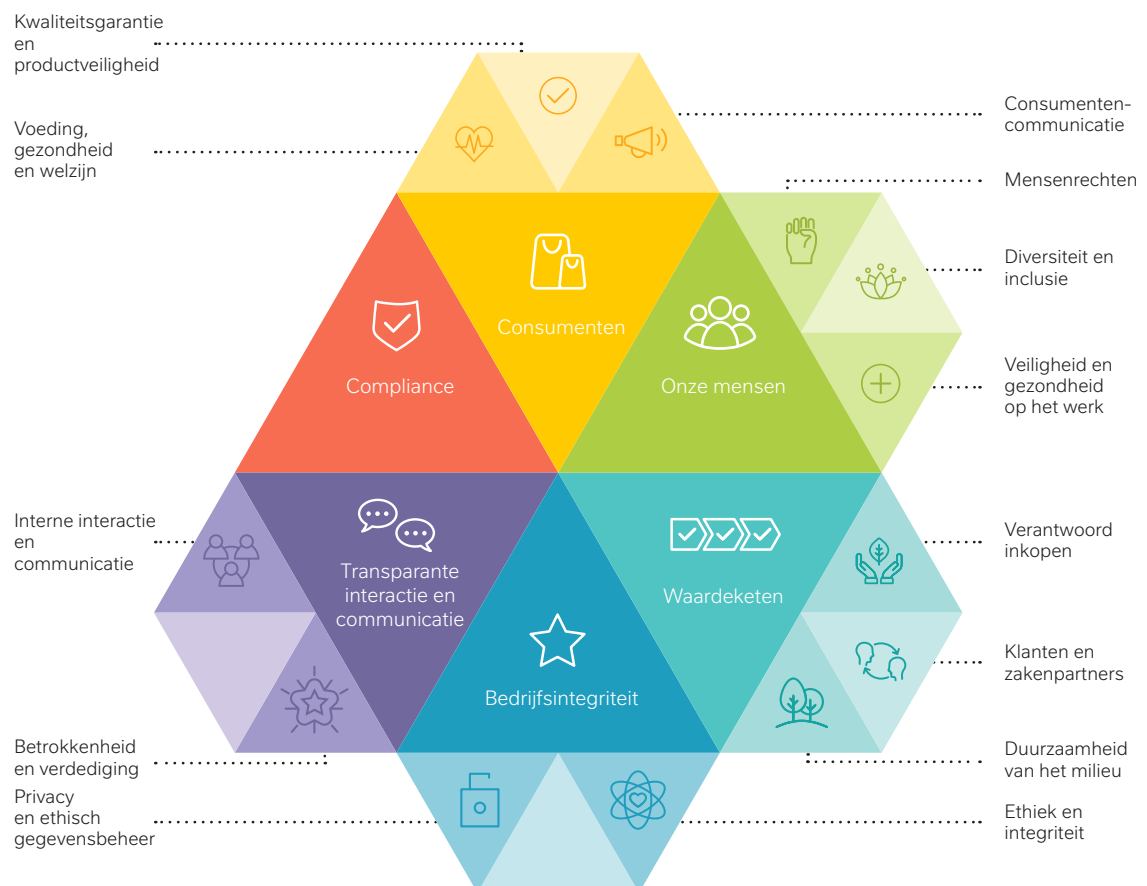 Kwaliteitsgarantie
en
productveiligheid
Voeding,
gezondheid
en welzijn
Consumenten-
communicatie
Mensenrechten
Diversiteit en
inclusie
Veiligheid en
gezondheid
op het werk
Consumenten
Compliance
Onze mensen
Interne interactie
en
communicatie
Transparante
interactie en
communicatie
Waardeketen
Bedrijfsintegriteit
Verantwoord
inkopen
Klanten en
zakenpartners
Betrokkenheid
en verdediging
Duurzaamheid
van het milieu
Privacy
en ethisch
gegevensbeheer
Ethiek en
integriteit